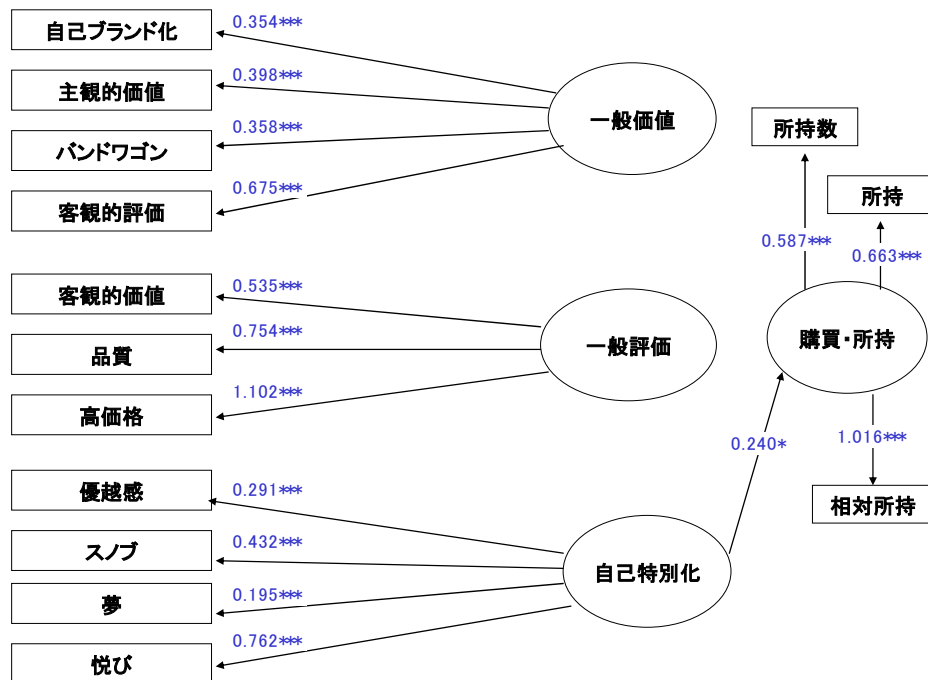 自己ブランド化
0.354***
主観的価値
0.398***
バンドワゴン
0.358***
客観的評価
0.675***
一般価値
客観的価値
0.535***
品質
0.754***
高価格
1.102***
一般評価
優越感
0.291***
スノブ
0.432***
夢
0.195***
悦び
0.762***
自己特別化
0.240*
所持数
0.587***
所持
0.663***
購買・所持
1.016***
相対所持